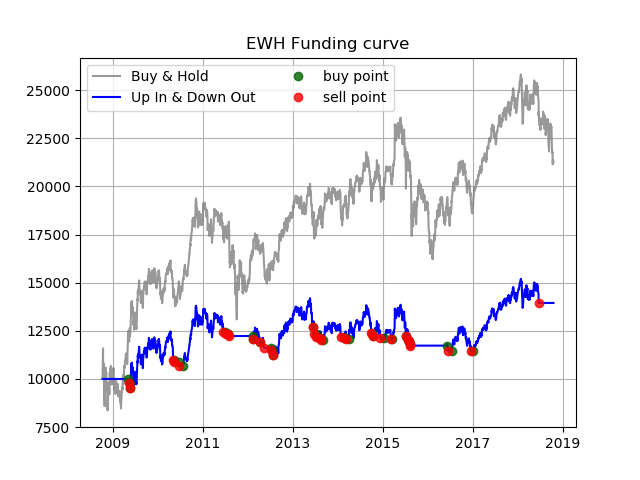 EWH Funding curve
Buy & Hold
Up In & Down Out
buy point
sell point
25000
22500
20000
17500
15000
12500
10000
7500
2009 2011 2013 2015 2017 2019